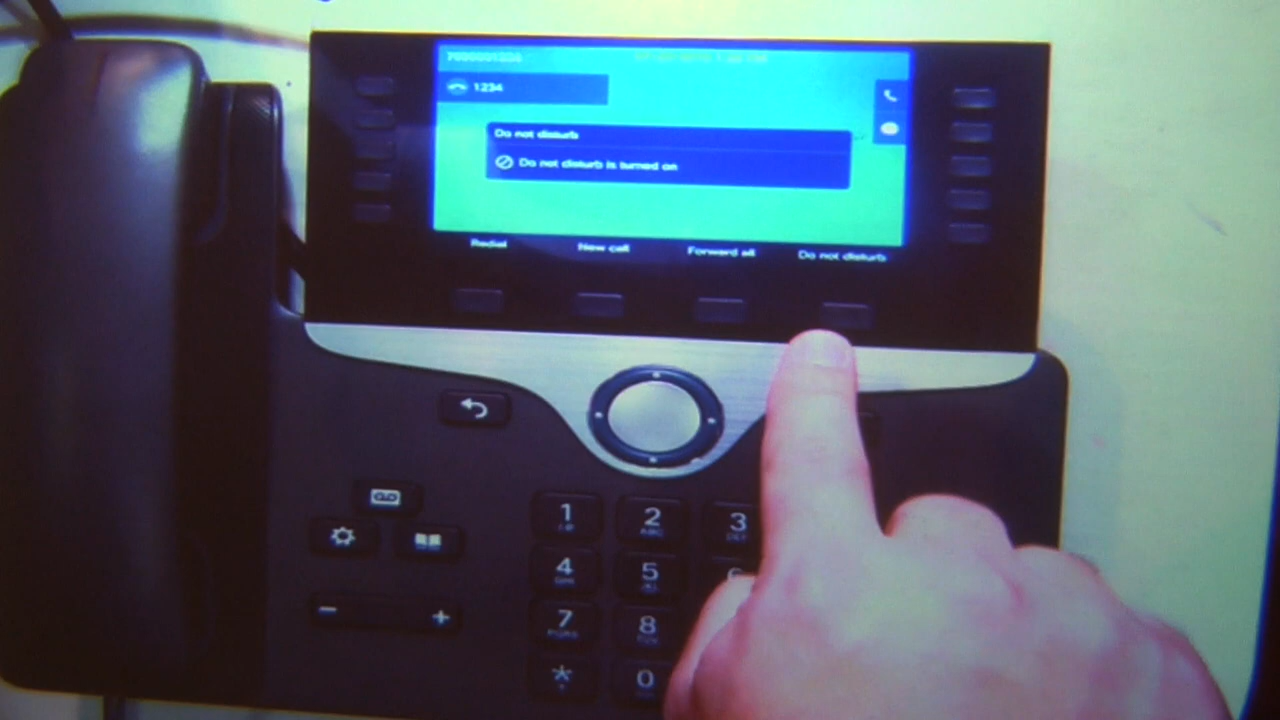 1234
Do not disturb
Do not disturb is turned on
Redial New call Forward all Do not disturb
1 2 3
ABC
4 5
7 8
* 0
- +